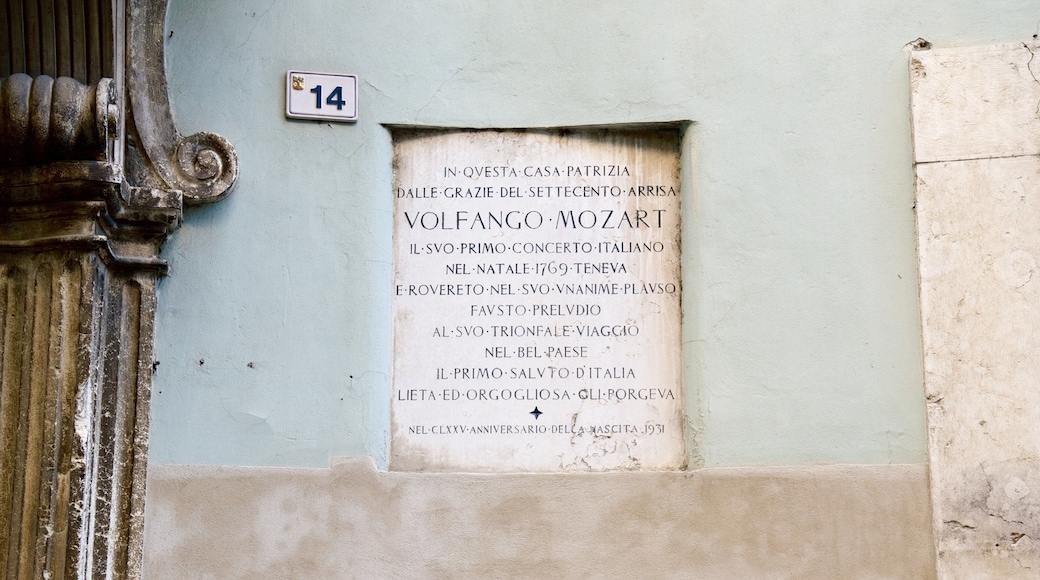 14
IN·QVESTA·CASA·PATRIZIA
DALLE·GRAZIE·DEL·SETTECENTO·ARRISA
VOLFANGO·MOZART
IL·SVO·PRIMO·CONCERTO·ITALIANO
NEL·NATALE·1769·TENEVA
E·ROVERETO·NEL·SVO·VNANIME·PLAVSO
FAVSTO·PRELVDIO
AL·SVO·TRIONFALE·VIAGGIO
NEL·BEL·PAESE
IL·PRIMO·SALVTO·D'ITALIA
LIETA·ED·ORGOGLIOSA·GLI·PORGEVA
NEL·CLXXV·ANNIVERSARIO·DELLA·NASCITA·1931